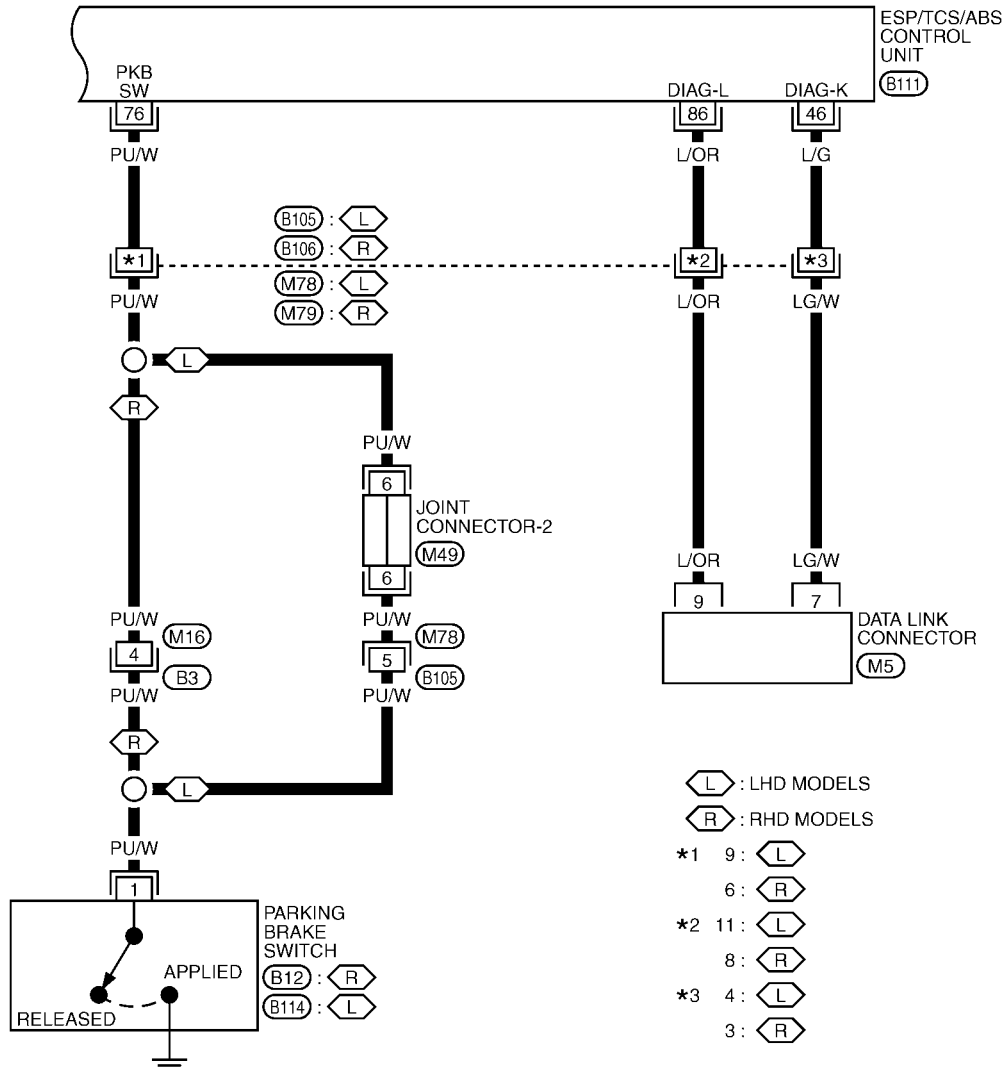 ESP/TCS/ABS
CONTROL
UNIT
B111
PKB
SW
DIAG-L
DIAG-K
76
86
46
PU/W
L/OR
L/G
B105 : L
B106 : R
★1
★2
★3
M78 : L
M79 : R
PU/W
L/OR
LG/W
L
R
PU/W
6
JOINT
CONNECTOR-2
M49
6
L/OR
LG/W
9
7
DATA LINK
CONNECTOR
M5
PU/W
M16
4
B3
PU/W
PU/W
M78
5
B105
PU/W
R
L
L : LHD MODELS
R : RHD MODELS
★1 9 : L
6 : R
★2 11 : L
8 : R
★3 4 : L
3 : R
PU/W
1
PARKING
BRAKE
SWITCH
B12 : R
B114 : L
APPLIED
RELEASED